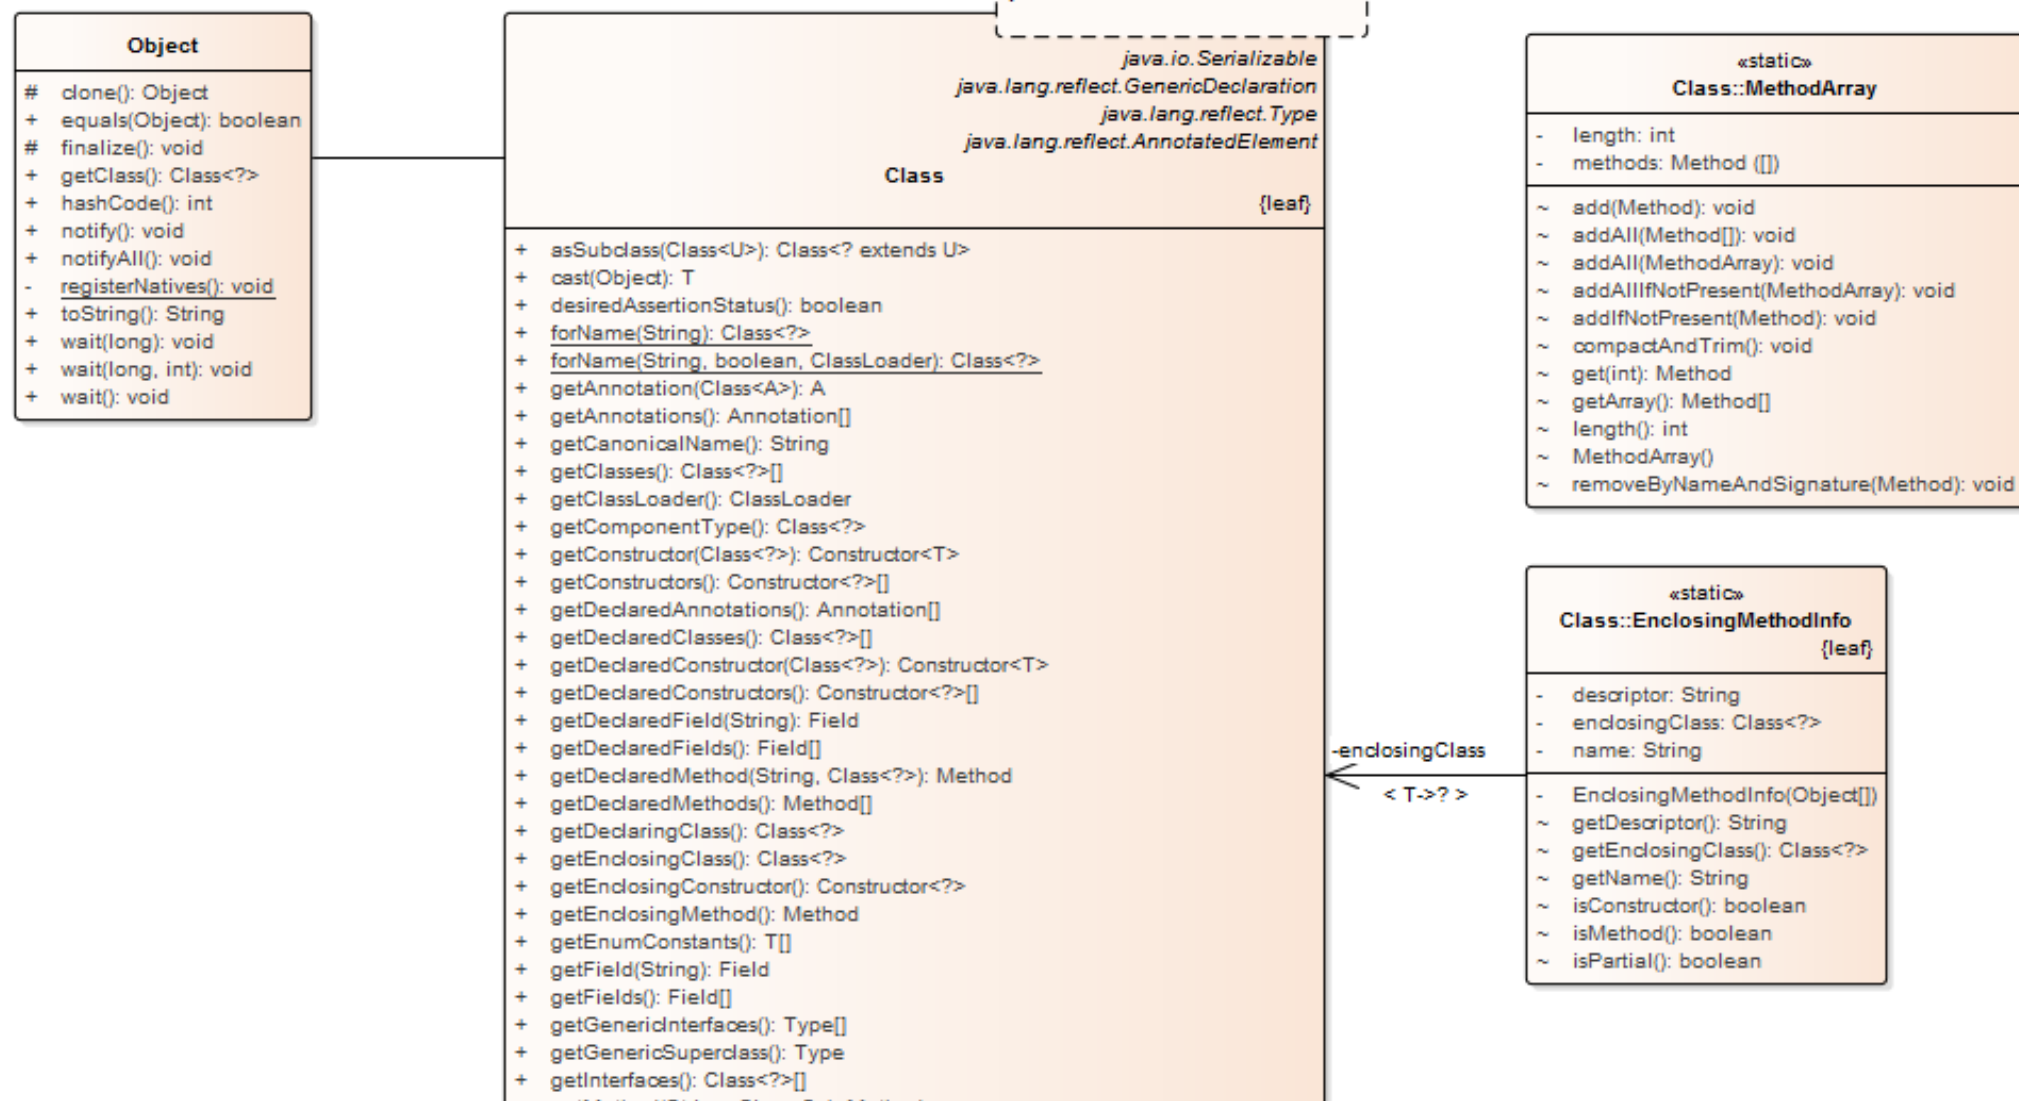 Object
# clone(): Object
+ equals(Object): boolean
# finalize(): void
+ getClass(): Class<?>
+ hashCode(): int
+ notify(): void
+ notifyAll(): void
- registerNatives(): void
+ toString(): String
+ wait(long): void
+ wait(long, int): void
+ wait(): void
java.io.Serializable
java.lang.reflect.GenericDeclaration
java.lang.reflect.Type
java.lang.reflect.AnnotatedElement
Class
{leaf}
+ asSubclass(Class<U>): Class<? extends U>
+ cast(Object): T
+ desiredAssertionStatus(): boolean
+ forName(String): Class<?>
+ forName(String, boolean, ClassLoader): Class<?>
+ getAnnotation(Class<A>): A
+ getAnnotations(): Annotation[]
+ getCanonicalName(): String
+ getClasses(): Class<?>[]
+ getClassLoader(): ClassLoader
+ getComponentType(): Class<?>
+ getConstructor(Class<?>): Constructor<T>
+ getConstructors(): Constructor<?>[]
+ getDeclaredAnnotations(): Annotation[]
+ getDeclaredClasses(): Class<?>[]
+ getDeclaredConstructor(Class<?>): Constructor<T>
+ getDeclaredConstructors(): Constructor<?>[]
+ getDeclaredField(String): Field
+ getDeclaredFields(): Field[]
+ getDeclaredMethod(String, Class<?>): Method
+ getDeclaredMethods(): Method[]
+ getDeclaringClass(): Class<?>
+ getEnclosingClass(): Class<?>
+ getEnclosingConstructor(): Constructor<?>
+ getEnclosingMethod(): Method
+ getEnumConstants(): T[]
+ getField(String): Field
+ getFields(): Field[]
+ getGenericInterfaces(): Type[]
+ getGenericSuperclass(): Type
+ getInterfaces(): Class<?>[]
-enclosingClass
< T->? >
«static»
Class::MethodArray
- length: int
- methods: Method ([])
~ add(Method): void
~ addAll(Method[]): void
~ addAll(MethodArray): void
~ addAllIfNotPresent(MethodArray): void
~ addIfNotPresent(Method): void
~ compactAndTrim(): void
~ get(int): Method
~ getArray(): Method[]
~ length(): int
~ MethodArray()
~ removeByNameAndSignature(Method): void
«static»
Class::EnclosingMethodInfo
{leaf}
- descriptor: String
- enclosingClass: Class<?>
- name: String
- EnclosingMethodInfo(Object[])
~ getDescriptor(): String
~ getEnclosingClass(): Class<?>
~ getName(): String
~ isConstructor(): boolean
~ isMethod(): boolean
~ isPartial(): boolean